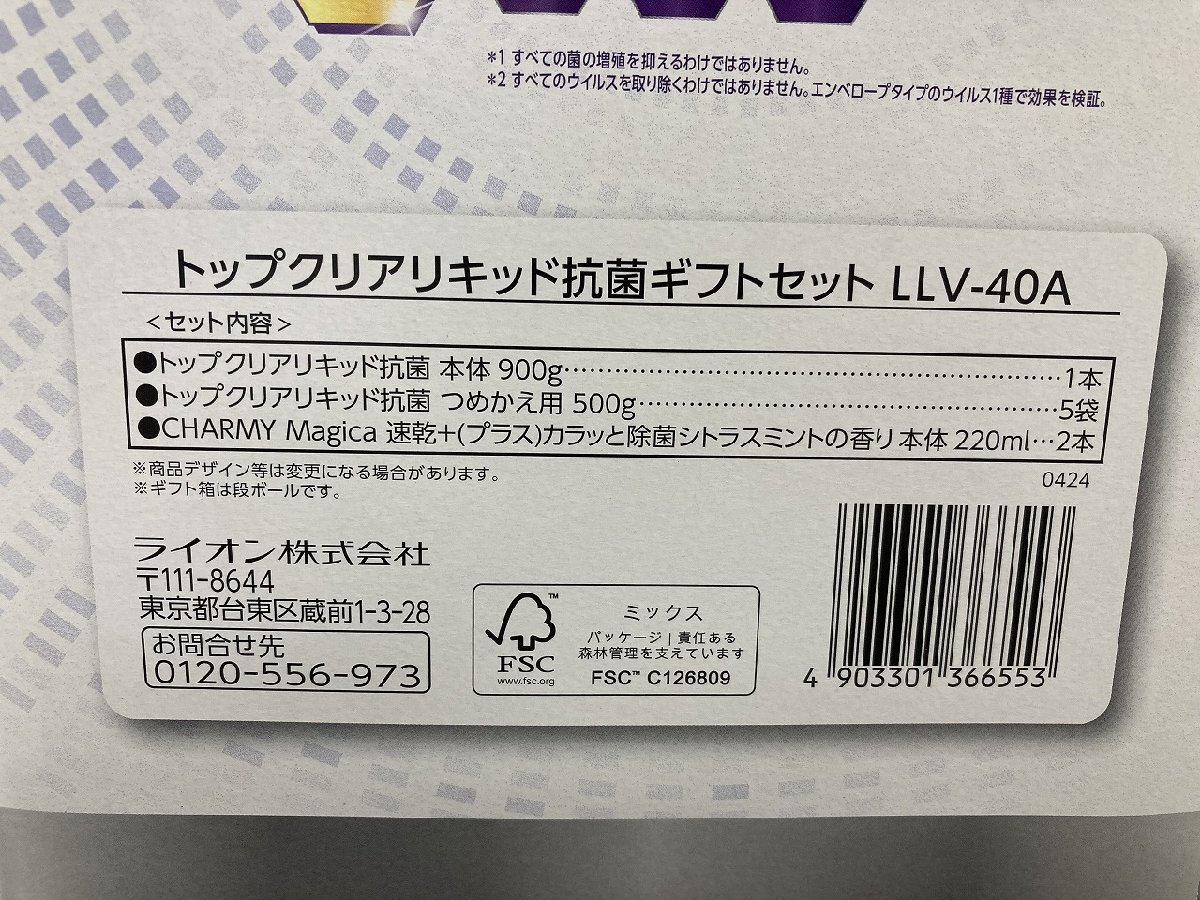 *1 すべての菌の増殖を抑えるわけではありません。
*2 すべてのウイルスを取り除くわけではありません。エンベロープタイプのウイルス1種で効果を検証。
トップクリアリキッド抗菌ギフトセット LLV-40A
<セット内容>
●トップクリアリキッド抗菌 本体 900g…………………………………………1本
●トップクリアリキッド抗菌 つめかえ用 500g……………………………………5袋
●CHARMY Magica 速乾+(プラス)カラッと除菌シトラスミントの香り 本体 220ml…2本
※商品デザイン等は変更になる場合があります。
※ギフト箱は段ボールです。
0424
ライオン株式会社
〒111-8644
東京都台東区蔵前1-3-28
お問合せ先
0120-556-973
FSC
www.fsc.org
ミックス
パッケージ|責任ある
森林管理を支えています
FSC™ C126809
4 903301 366553